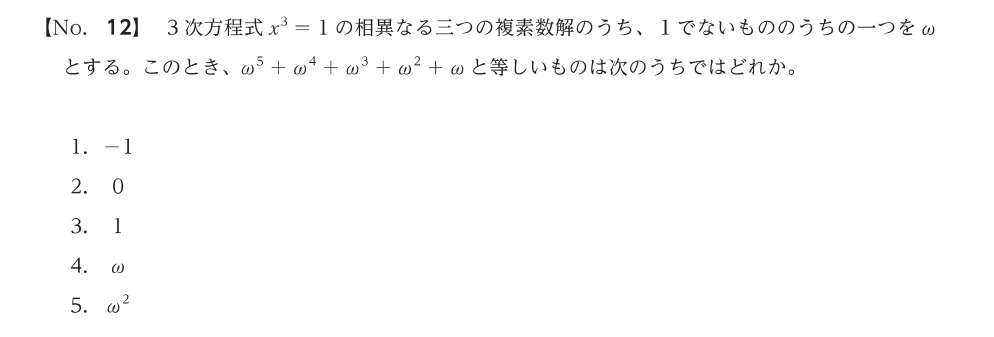 【No. 12】 3次方程式 x³ = 1 の相異なる三つの複素数解のうち、1でないもののうちの一つを ω
とする。このとき、ω⁵ + ω⁴ + ω³ + ω² + ω と等しいものは次のうちではどれか。
1. −1
2. 0
3. 1
4. ω
5. ω²